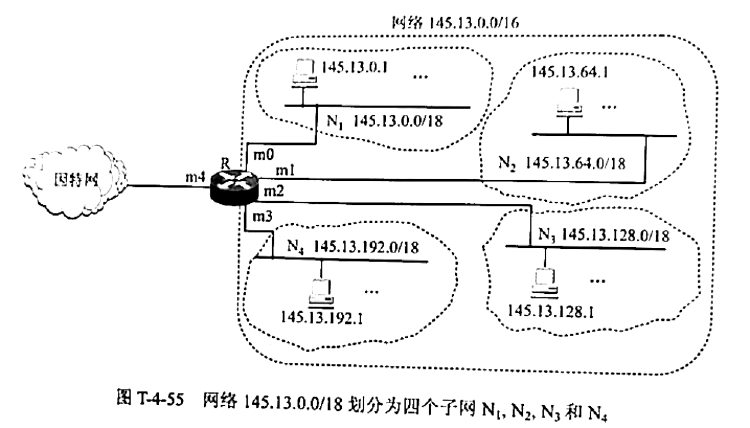 网络 145.13.0.0/16
145.13.0.1 ...
145.13.64.1
...
N₁ 145.13.0.0/18
N₂ 145.13.64.0/18
因特网
R
m0
m1
m4
m2
m3
N₃ 145.13.128.0/18
N₄ 145.13.192.0/18
...
...
145.13.192.1
145.13.128.1
图 T-4-55 网络 145.13.0.0/18 划分为四个子网 N₁, N₂, N₃ 和 N₄